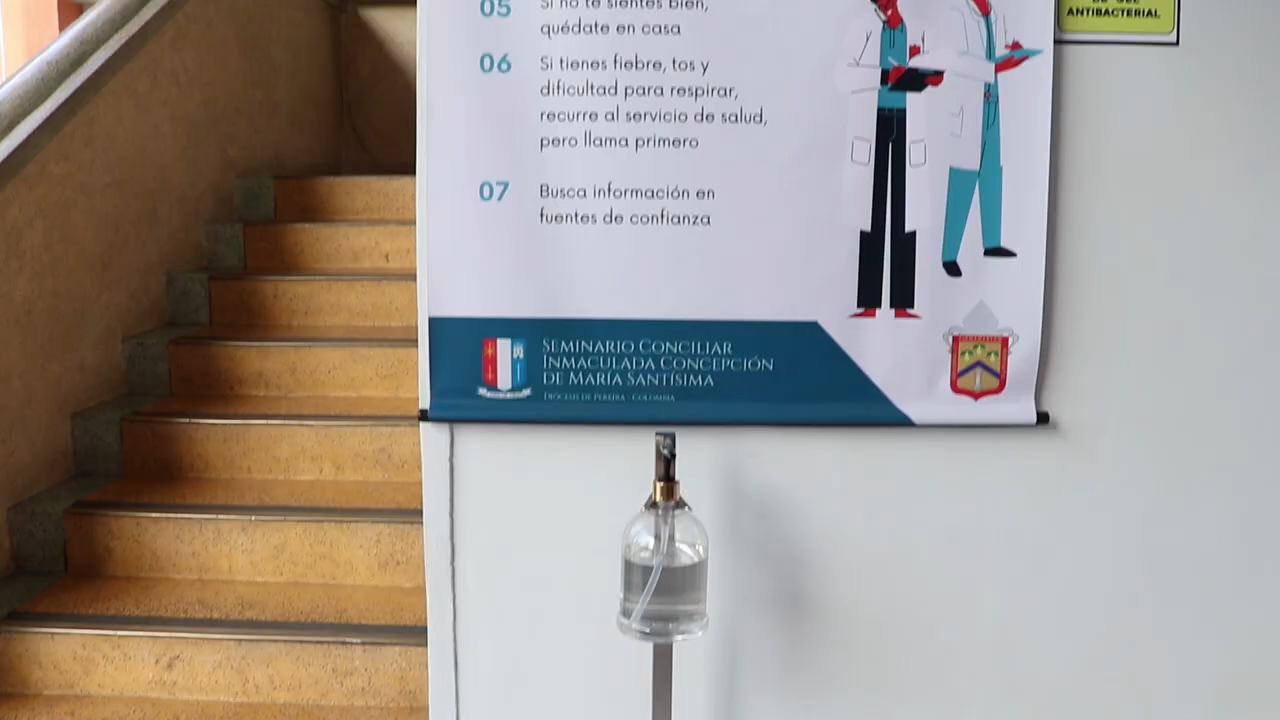 05 Si no te sientes bien,
quédate en casa
06 Si tienes fiebre, tos y
dificultad para respirar,
recurre al servicio de salud,
pero llama primero
07 Busca información en
fuentes de confianza
SEMINARIO CONCILIAR
INMACULADA CONCEPCIÓN
DE MARÍA SANTÍSIMA
DIÓCESIS DE PEREIRA - COLOMBIA
DE GEL
ANTIBACTERIAL